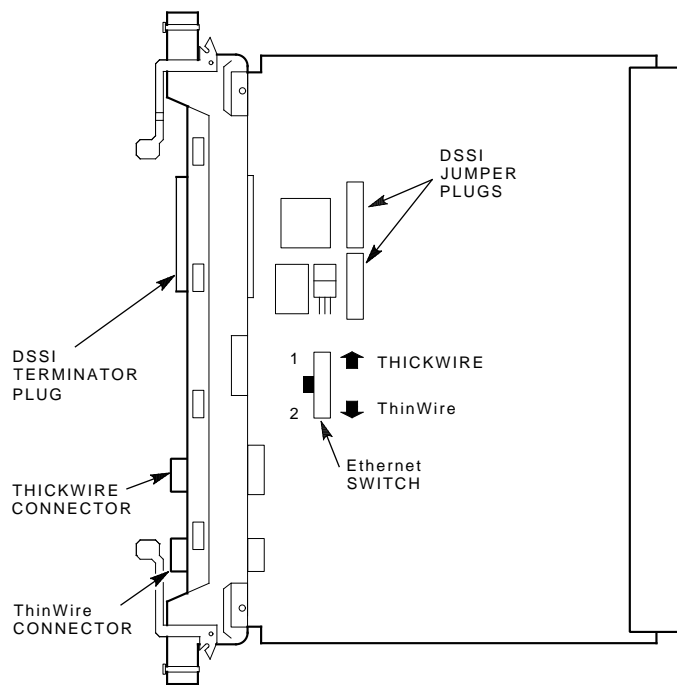 DSSI
JUMPER
PLUGS
DSSI
TERMINATOR
PLUG
1
THICKWIRE
2
ThinWire
Ethernet
SWITCH
THICKWIRE
CONNECTOR
ThinWire
CONNECTOR